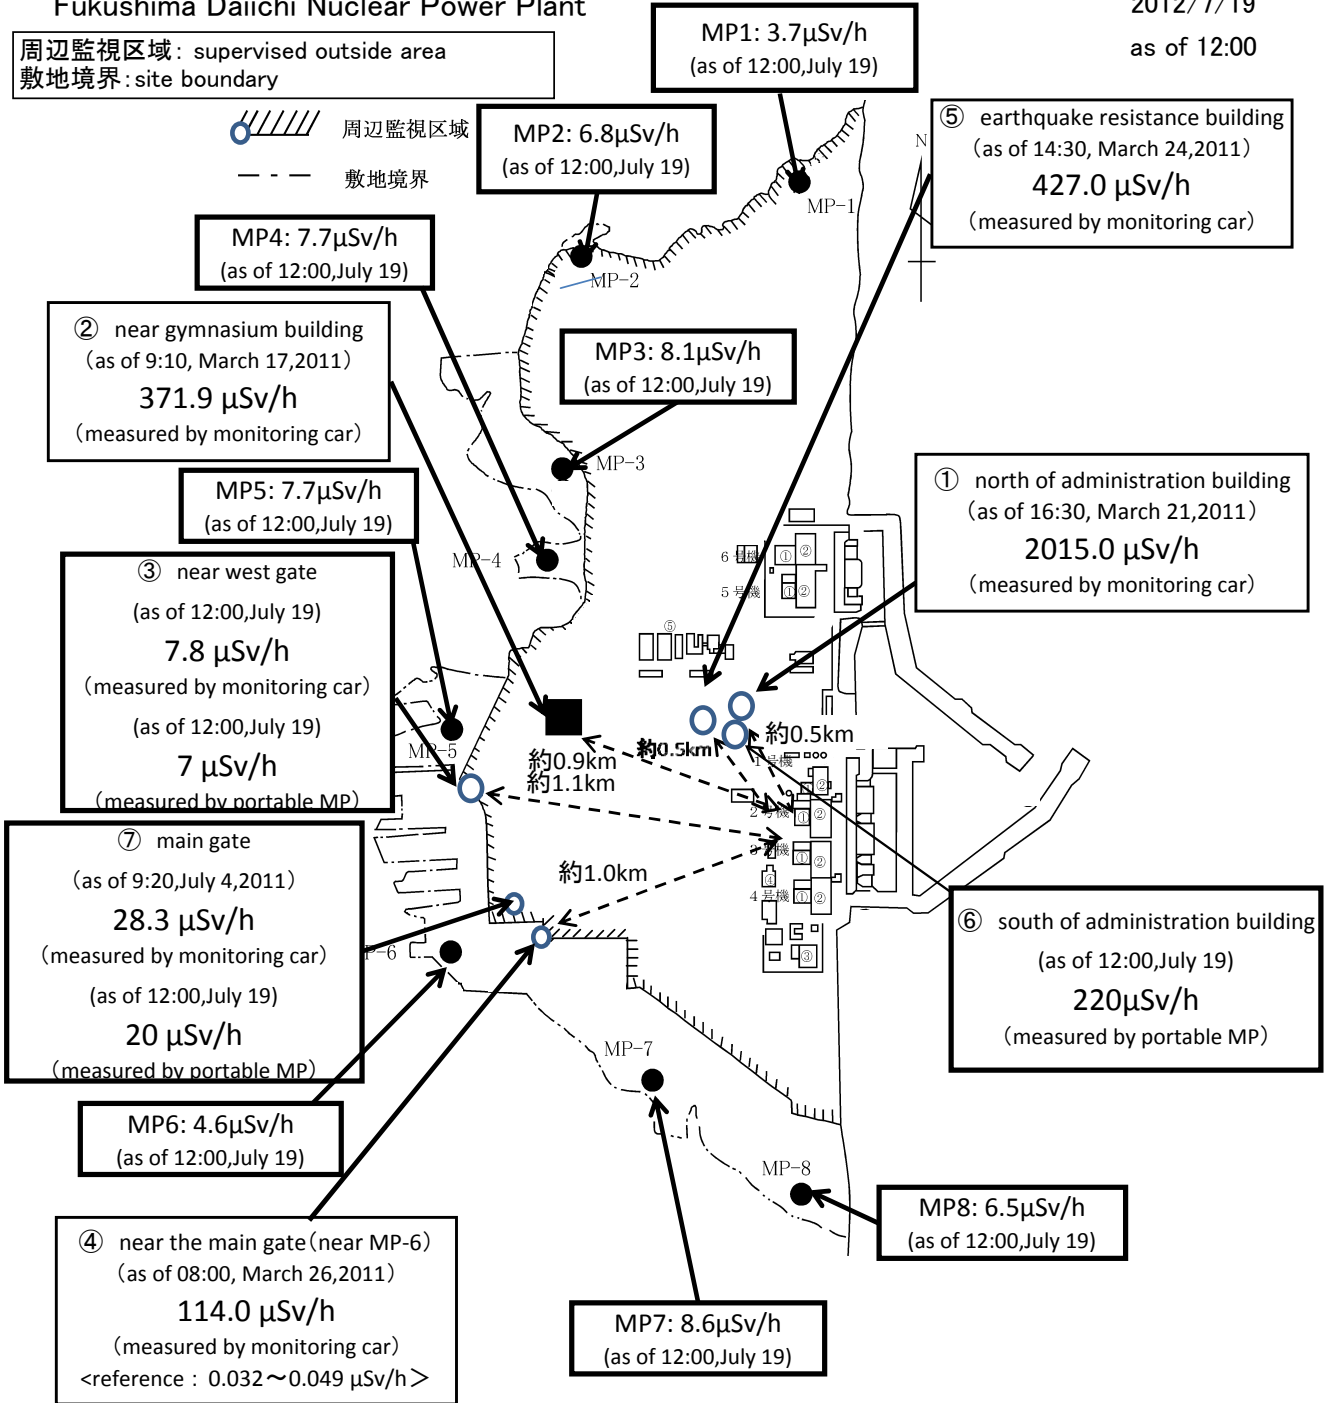 Fukushima Daiichi Nuclear Power Plant
2012/7/19
as of 12:00
周辺監視区域: supervised outside area
敷地境界:site boundary
周辺監視区域
敷地境界
MP1: 3.7μSv/h
(as of 12:00,July 19)
MP2: 6.8μSv/h
(as of 12:00,July 19)
⑤ earthquake resistance building
(as of 14:30, March 24,2011)
427.0 μSv/h
(measured by monitoring car)
N
MP-1
MP4: 7.7μSv/h
(as of 12:00,July 19)
MP-2
② near gymnasium building
(as of 9:10, March 17,2011)
371.9 μSv/h
(measured by monitoring car)
MP3: 8.1μSv/h
(as of 12:00,July 19)
MP-3
MP5: 7.7μSv/h
(as of 12:00,July 19)
① north of administration building
(as of 16:30, March 21,2011)
2015.0 μSv/h
(measured by monitoring car)
MP-4
6号機
① ②
5号機
① ②
③ near west gate
(as of 12:00,July 19)
7.8 μSv/h
(measured by monitoring car)
(as of 12:00,July 19)
7 μSv/h
(measured by portable MP)
⑤
MP-5
約0.9km
約1.1km
約0.5km
約0.5km
1号機
②
2号機
① ②
3号機
① ②
④
4号機
① ②
③
約1.0km
⑦ main gate
(as of 9:20,July 4,2011)
28.3 μSv/h
(measured by monitoring car)
(as of 12:00,July 19)
20 μSv/h
(measured by portable MP)
P-6
⑥ south of administration building
(as of 12:00,July 19)
220μSv/h
(measured by portable MP)
MP-7
MP6: 4.6μSv/h
(as of 12:00,July 19)
MP-8
MP8: 6.5μSv/h
(as of 12:00,July 19)
④ near the main gate(near MP-6)
(as of 08:00, March 26,2011)
114.0 μSv/h
(measured by monitoring car)
<reference : 0.032～0.049 μSv/h＞
MP7: 8.6μSv/h
(as of 12:00,July 19)